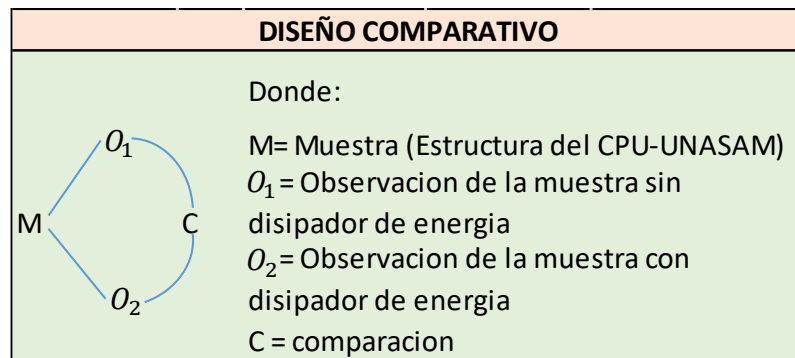 DISEÑO COMPARATIVO
Donde:
M= Muestra (Estructura del CPU-UNASAM)
O₁= Observacion de la muestra sin
disipador de energia
O₂= Observacion de la muestra con
disipador de energia
C = comparacion
O₁
M
C
O₂